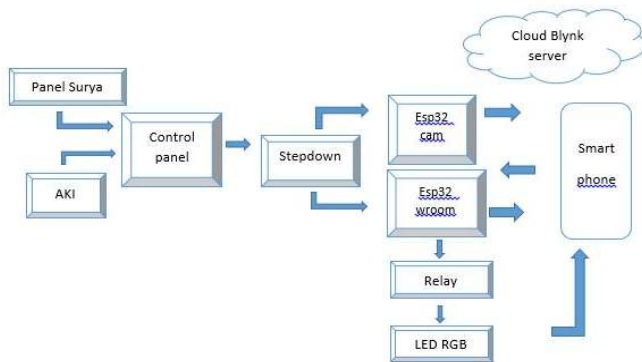 Cloud Blynk
server
Panel Surya
Control
panel
AKI
Stepdown
Esp32
cam
Esp32
wroom
Smart
phone
Relay
LED RGB